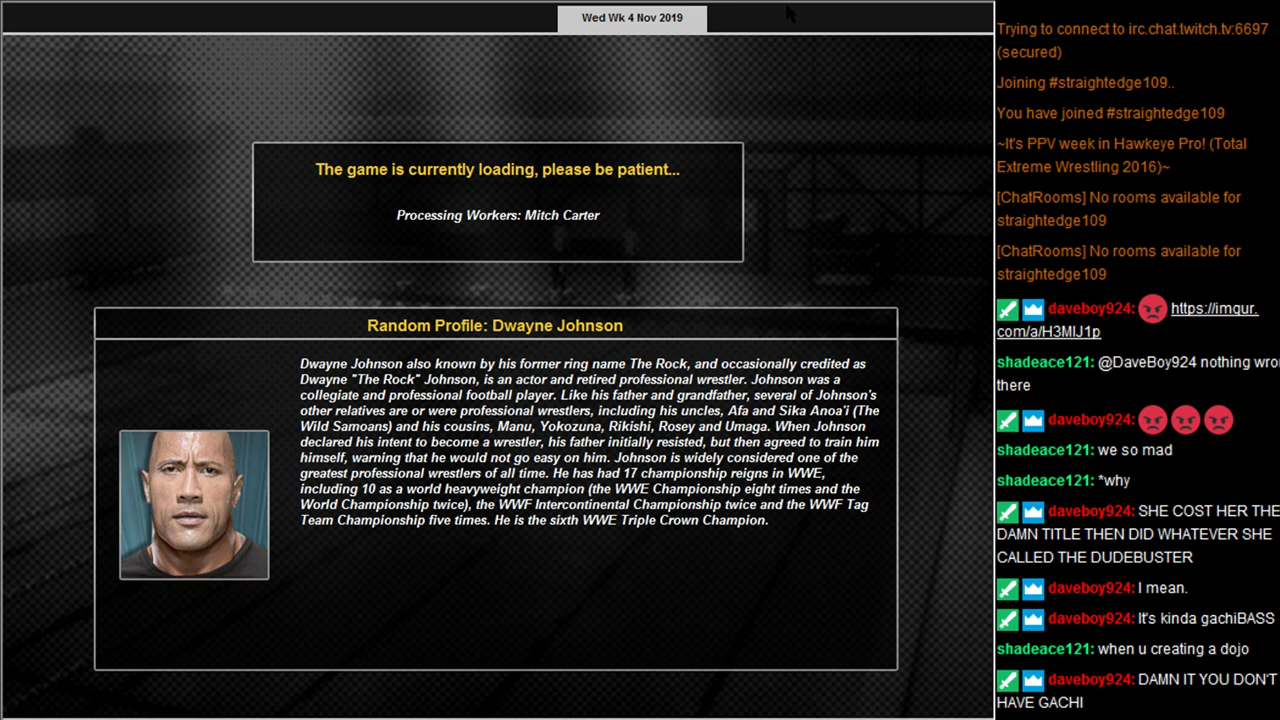 Wed Wk 4 Nov 2019
The game is currently loading, please be patient...
Processing Workers: Mitch Carter
Random Profile: Dwayne Johnson
Dwayne Johnson also known by his former ring name The Rock, and occasionally credited as
Dwayne "The Rock" Johnson, is an actor and retired professional wrestler. Johnson was a
collegiate and professional football player. Like his father and grandfather, several of Johnson's
other relatives are or were professional wrestlers, including his uncles, Afa and Sika Anoa'i (The
Wild Samoans) and his cousins, Manu, Yokozuna, Rikishi, Rosey and Umaga. When Johnson
declared his intent to become a wrestler, his father initially resisted, but then agreed to train him
himself, warning that he would not go easy on him. Johnson is widely considered one of the
greatest professional wrestlers of all time. He has had 17 championship reigns in WWE,
including 10 as a world heavyweight champion (the WWE Championship eight times and the
World Championship twice), the WWF Intercontinental Championship twice and the WWF Tag
Team Championship five times. He is the sixth WWE Triple Crown Champion.
Trying to connect to irc.chat.twitch.tv:6697
(secured)
Joining #straightedge109..
You have joined #straightedge109
~It's PPV week in Hawkeye Pro! (Total
Extreme Wrestling 2016)~
[ChatRooms] No rooms available for
straightedge109
[ChatRooms] No rooms available for
straightedge109
daveboy924: https://imgur.
com/a/H3MlJ1p
shadeace121: @DaveBoy924 nothing wro
there
daveboy924:
shadeace121: we so mad
shadeace121: *why
daveboy924: SHE COST HER THE
DAMN TITLE THEN DID WHATEVER SHE
CALLED THE DUDEBUSTER
daveboy924: I mean.
daveboy924: It's kinda gachiBASS
shadeace121: when u creating a dojo
daveboy924: DAMN IT YOU DON'T
HAVE GACHI